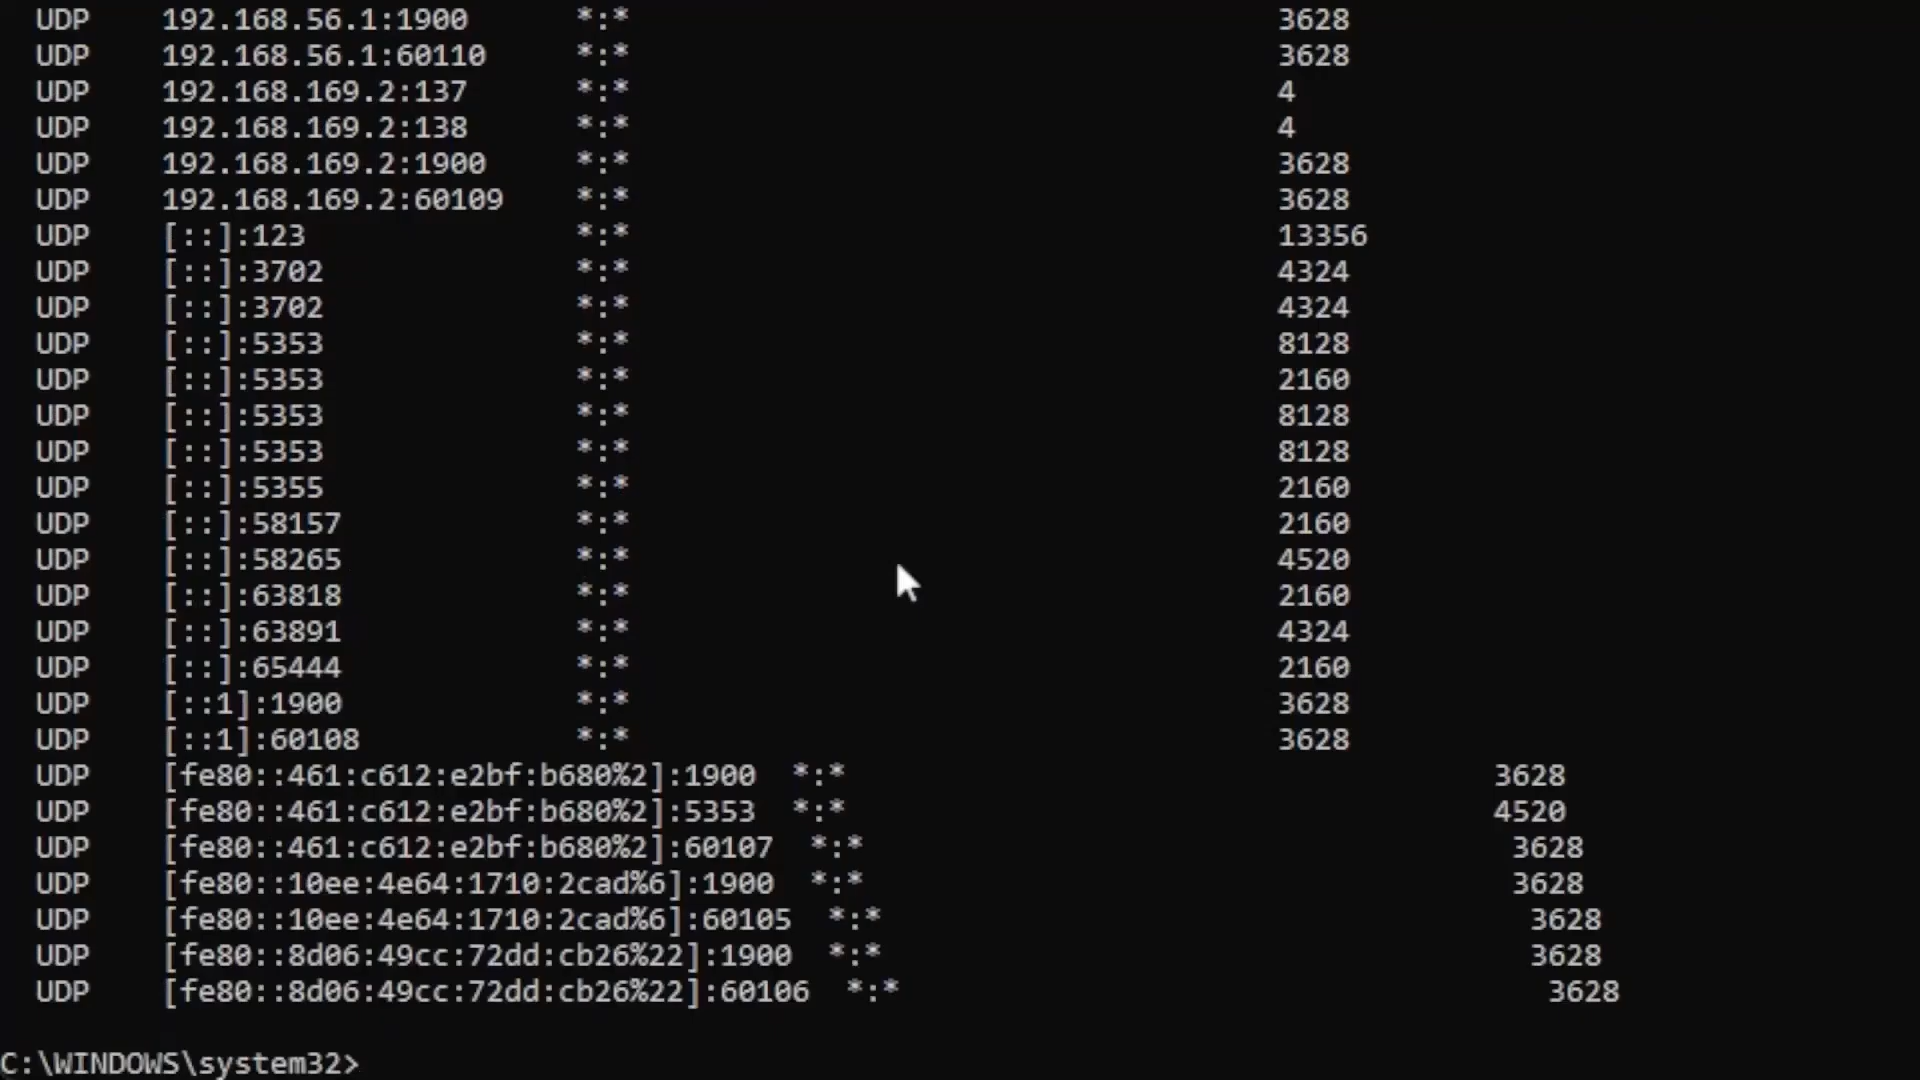 UDP    192.168.56.1:1900      *:*                                    3628
UDP    192.168.56.1:60110     *:*                                    3628
UDP    192.168.169.2:137      *:*                                    4
UDP    192.168.169.2:138      *:*                                    4
UDP    192.168.169.2:1900     *:*                                    3628
UDP    192.168.169.2:60109    *:*                                    3628
UDP    [::]:123               *:*                                    13356
UDP    [::]:3702              *:*                                    4324
UDP    [::]:3702              *:*                                    4324
UDP    [::]:5353              *:*                                    8128
UDP    [::]:5353              *:*                                    2160
UDP    [::]:5353              *:*                                    8128
UDP    [::]:5353              *:*                                    8128
UDP    [::]:5355              *:*                                    2160
UDP    [::]:58157             *:*                                    2160
UDP    [::]:58265             *:*                                    4520
UDP    [::]:63818             *:*                                    2160
UDP    [::]:63891             *:*                                    4324
UDP    [::]:65444             *:*                                    2160
UDP    [::1]:1900             *:*                                    3628
UDP    [::1]:60108            *:*                                    3628
UDP    [fe80::461:c612:e2bf:b680%2]:1900  *:*                                    3628
UDP    [fe80::461:c612:e2bf:b680%2]:5353  *:*                                    4520
UDP    [fe80::461:c612:e2bf:b680%2]:60107  *:*                                    3628
UDP    [fe80::10ee:4e64:1710:2cad%6]:1900  *:*                                    3628
UDP    [fe80::10ee:4e64:1710:2cad%6]:60105  *:*                                    3628
UDP    [fe80::8d06:49cc:72dd:cb26%22]:1900  *:*                                    3628
UDP    [fe80::8d06:49cc:72dd:cb26%22]:60106  *:*                                    3628
C:\WINDOWS\system32>